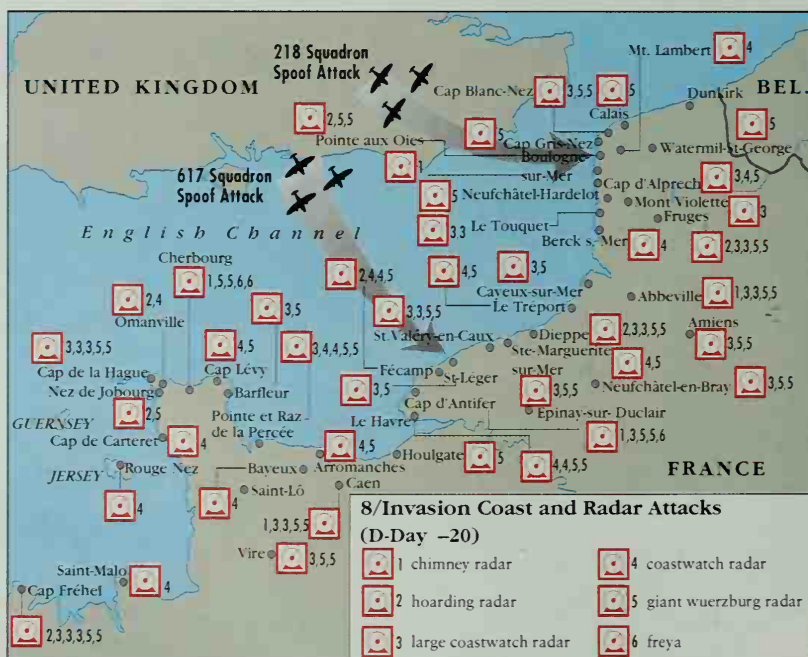 218 Squadron
Spoof Attack
Mt. Lambert
4
UNITED KINGDOM
Cap Blanc-Nez
3,5,5
5
BEL.
Dunkirk
Calais
2,5,5
Pointe aux Oies
5
Cap Gris-Nez
Boulogne-
sur-Mer
Watermil-St-George
5
617 Squadron
Spoof Attack
1
Cap d'Alprech
3,4,5
5
Neufchâtel-Hardelot
Mont Violette
3
English Channel
3.3
Le Touquet
Fruges
Berck s. Mer
4
2,3,3,5,5
Cherbourg
1,5,5,6,6
2,4,4,5
4,5
3,5
Cayeux-sur-Mer
2,4
Omanville
3,5
3,3,5,5
Le Tréport
Abbeville
1,3,3,5,5
3,3,3,5,5
4,5
3,4,4,5,5
St.Valéry-en-Caux
Dieppe
2,3,3,5,5
Amiens
3,5,5
Cap de la Hague
Cap Lévy
Fécamp
Ste-Marguerite
sur-Mer
4,5
Nez de Jobourg
Barfleur
3,5
St-Léger
3,5,5
Neufchâtel-en-Bray
3,5,5
GUERNSEY
2,5
Pointe et Raz
de la Percée
Cap d'Antifer
Epinay-sur- Duclair
Cap de Carteret
4
Le Havre
1,3,5,5,6
4,5
5
4,4,5,5
FRANCE
JERSEY
Rouge Nez
Bayeux
Arromanches
Houlgate
4
4
Saint-Lô
Caen
1,3,3,5,5
Vire
3,5,5
Saint-Malo
4
Cap Fréhel
2,3,3,3,5,5
8/Invasion Coast and Radar Attacks
(D-Day –20)
1 chimney radar
4 coastwatch radar
2 hoarding radar
5 giant wuerzburg radar
3 large coastwatch radar
6 freya